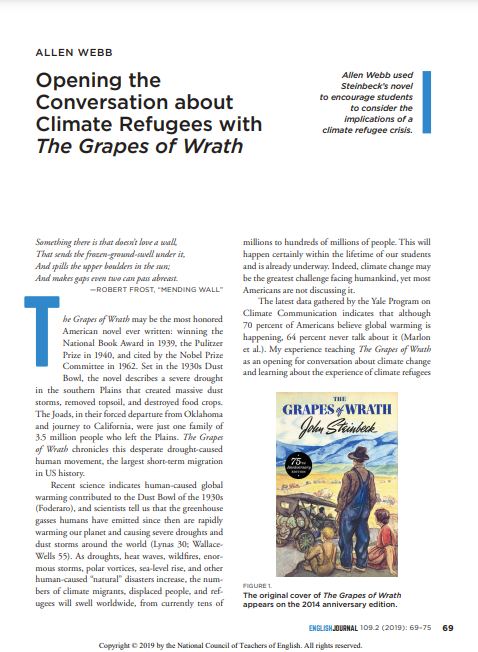 ALLEN WEBB
Opening the
Conversation about
Climate Refugees with
The Grapes of Wrath
Allen Webb used
Steinbeck's novel
to encourage students
to consider the
implications of a
climate refugee crisis.
Something there is that doesn't love a wall,
That sends the frozen-ground-swell under it,
And spills the upper boulders in the sun;
And makes gaps even two can pass abreast.
—ROBERT FROST, "MENDING WALL"
The Grapes of Wrath may be the most honored
American novel ever written: winning the
National Book Award in 1939, the Pulitzer
Prize in 1940, and cited by the Nobel Prize
Committee in 1962. Set in the 1930s Dust
Bowl, the novel describes a severe drought
in the southern Plains that created massive dust
storms, removed topsoil, and destroyed food crops.
The Joads, in their forced departure from Oklahoma
and journey to California, were just one family of
3.5 million people who left the Plains. The Grapes
of Wrath chronicles this desperate drought-caused
human movement, the largest short-term migration
in US history.
Recent science indicates human-caused global
warming contributed to the Dust Bowl of the 1930s
(Foderaro), and scientists tell us that the greenhouse
gasses humans have emitted since then are rapidly
warming our planet and causing severe droughts and
dust storms around the world (Lynas 30; Wallace-
Wells 55). As droughts, heat waves, wildfires, enor-
mous storms, polar vortices, sea-level rise, and other
human-caused "natural" disasters increase, the num-
bers of climate migrants, displaced people, and ref-
ugees will swell worldwide, from currently tens of
millions to hundreds of millions of people. This will
happen certainly within the lifetime of our students
and is already underway. Indeed, climate change may
be the greatest challenge facing humankind, yet most
Americans are not discussing it.
The latest data gathered by the Yale Program on
Climate Communication indicates that although
70 percent of Americans believe global warming is
happening, 64 percent never talk about it (Marlon
et al.). My experience teaching The Grapes of Wrath
as an opening for conversation about climate change
and learning about the experience of climate refugees
THE
GRAPES of WRATH
John Steinbeck
75TH
Anniversary
EDITION
FIGURE 1.
The original cover of The Grapes of Wrath
appears on the 2014 anniversary edition.
ENGLISH JOURNAL 109.2 (2019): 69–75 69
Copyright © 2019 by the National Council of Teachers of English. All rights reserved.